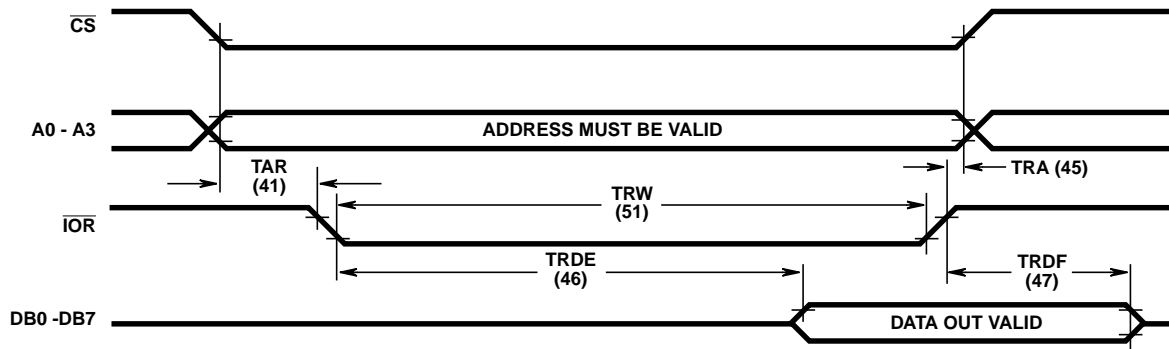 CS
A0 - A3
ADDRESS MUST BE VALID
TAR
(41)
TRA (45)
TRW
(51)
IOR
TRDE
(46)
TRDF
(47)
DB0 -DB7
DATA OUT VALID